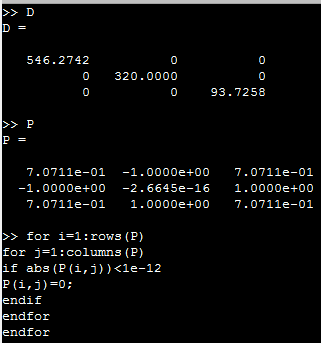 >> D
D =
546.2742 0 0
0 320.0000 0
0 0 93.7258
>> P
P =
7.0711e-01 -1.0000e+00 7.0711e-01
-1.0000e+00 -2.6645e-16 1.0000e+00
7.0711e-01 1.0000e+00 7.0711e-01
>> for i=1:rows(P)
for j=1:columns(P)
if abs(P(i,j))<1e-12
P(i,j)=0;
endif
endfor
endfor